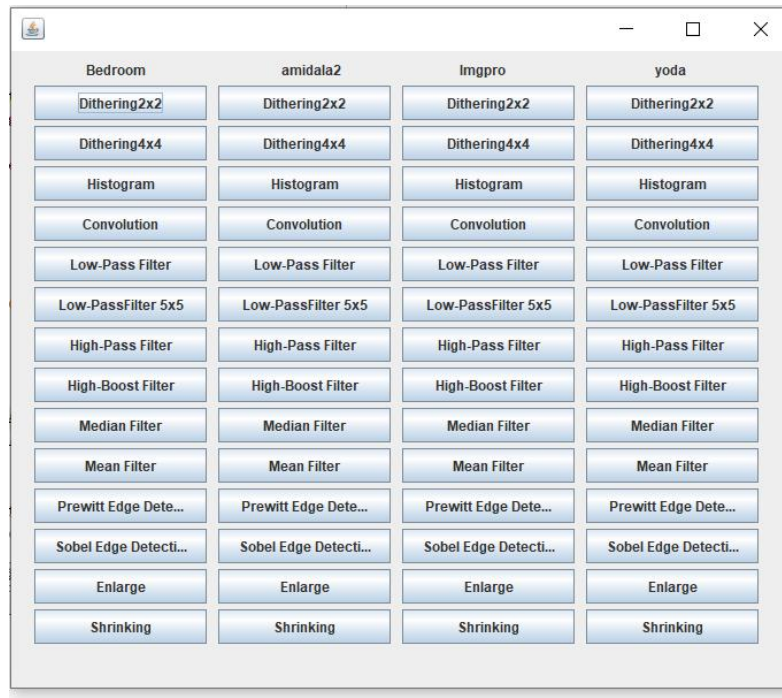 Bedroom amidala2 Imgpro yoda
Dithering2x2 Dithering2x2 Dithering2x2 Dithering2x2
Dithering4x4 Dithering4x4 Dithering4x4 Dithering4x4
Histogram Histogram Histogram Histogram
Convolution Convolution Convolution Convolution
Low-Pass Filter Low-Pass Filter Low-Pass Filter Low-Pass Filter
Low-PassFilter 5x5 Low-PassFilter 5x5 Low-PassFilter 5x5 Low-PassFilter 5x5
High-Pass Filter High-Pass Filter High-Pass Filter High-Pass Filter
High-Boost Filter High-Boost Filter High-Boost Filter High-Boost Filter
Median Filter Median Filter Median Filter Median Filter
Mean Filter Mean Filter Mean Filter Mean Filter
Prewitt Edge Dete... Prewitt Edge Dete... Prewitt Edge Dete... Prewitt Edge Dete...
Sobel Edge Detecti... Sobel Edge Detecti... Sobel Edge Detecti... Sobel Edge Detecti...
Enlarge Enlarge Enlarge Enlarge
Shrinking Shrinking Shrinking Shrinking